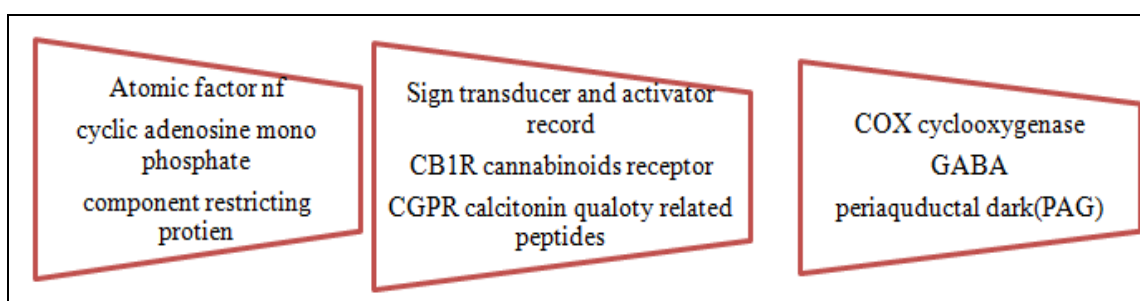 Atomic factor nf
cyclic adenosine mono
phosphate
component restricting
protien
Sign transducer and activator
record
CB1R cannabinoids receptor
CGPR calcitonin qualoty related
peptides
COX cyclooxygenase
GABA
periaquductal dark(PAG)